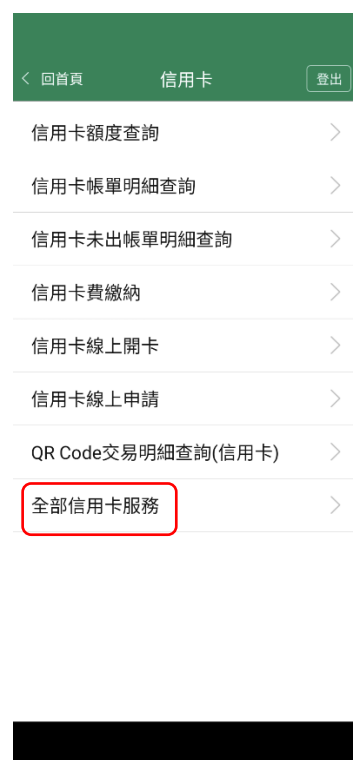 回首頁 信用卡 登出
信用卡額度查詢
信用卡帳單明細查詢
信用卡未出帳單明細查詢
信用卡費繳納
信用卡線上開卡
信用卡線上申請
QR Code交易明細查詢(信用卡)
全部信用卡服務